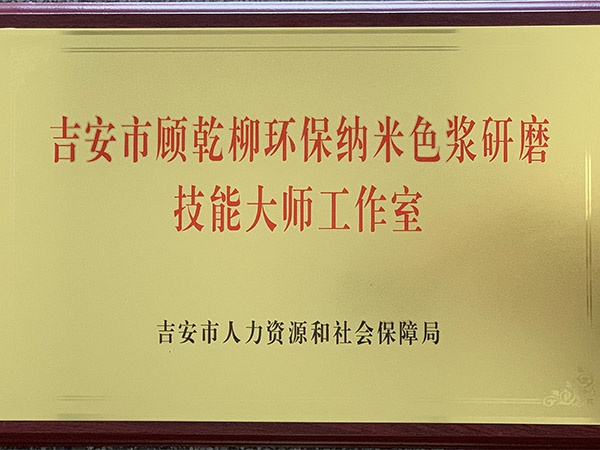 吉安市顾乾柳环保纳米色浆研磨
技能大师工作室
吉安市人力资源和社会保障局